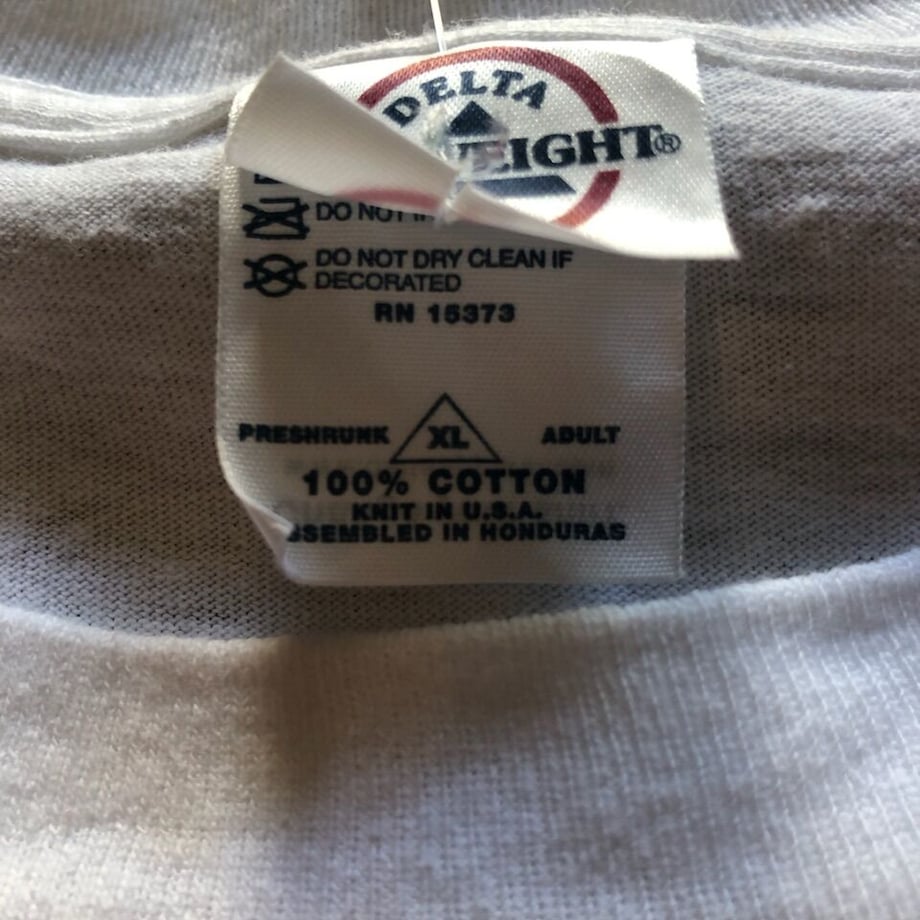 DELTA
EIGHT®
DO NOT
DO NOT DRY CLEAN IF
DECORATED
RN 15373
PRESHRUNK XL ADULT
100% COTTON
KNIT IN U.S.A.
SSEMBLED IN HONDURAS